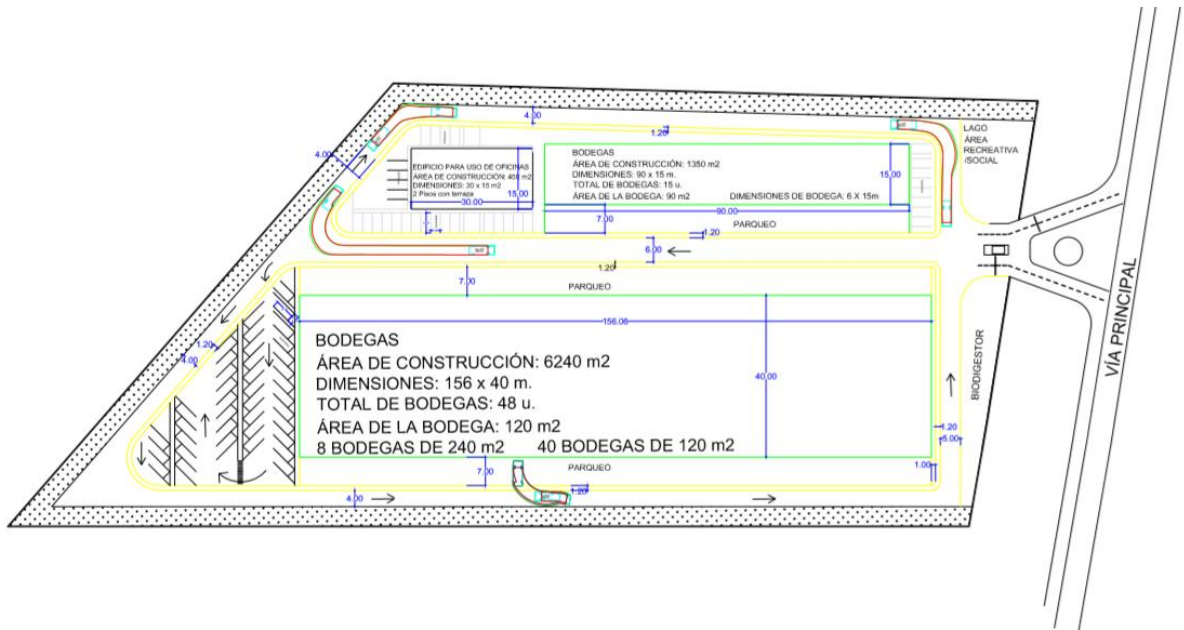 4.00
1.20
4.00
LAGO
ÁREA
RECREATIVA
/SOCIAL
EDIFICIO PARA USO DE OFICINAS
ÁREA DE CONSTRUCCIÓN: 450 m2
DIMENSIONES: 30 x 15 m2
2 Pisos con terraza
15.00
30.00
BODEGAS
ÁREA DE CONSTRUCCIÓN: 1350 m2
DIMENSIONES: 90 x 15 m.
TOTAL DE BODEGAS: 15 u.
ÁREA DE LA BODEGA: 90 m2
DIMENSIONES DE BODEGA: 6 X 15m
15.00
90.00
7.00
PARQUEO
1.20
6.00
1.20
7.00
PARQUEO
156.00
VÍA PRINCIPAL
BODEGAS
ÁREA DE CONSTRUCCIÓN: 6240 m2
DIMENSIONES: 156 x 40 m.
TOTAL DE BODEGAS: 48 u.
ÁREA DE LA BODEGA: 120 m2
8 BODEGAS DE 240 m2
40 BODEGAS DE 120 m2
40.00
1.20
4.00
BIODIGESTOR
1.20
5.00
1.00
7.00
PARQUEO
1.20
4.00